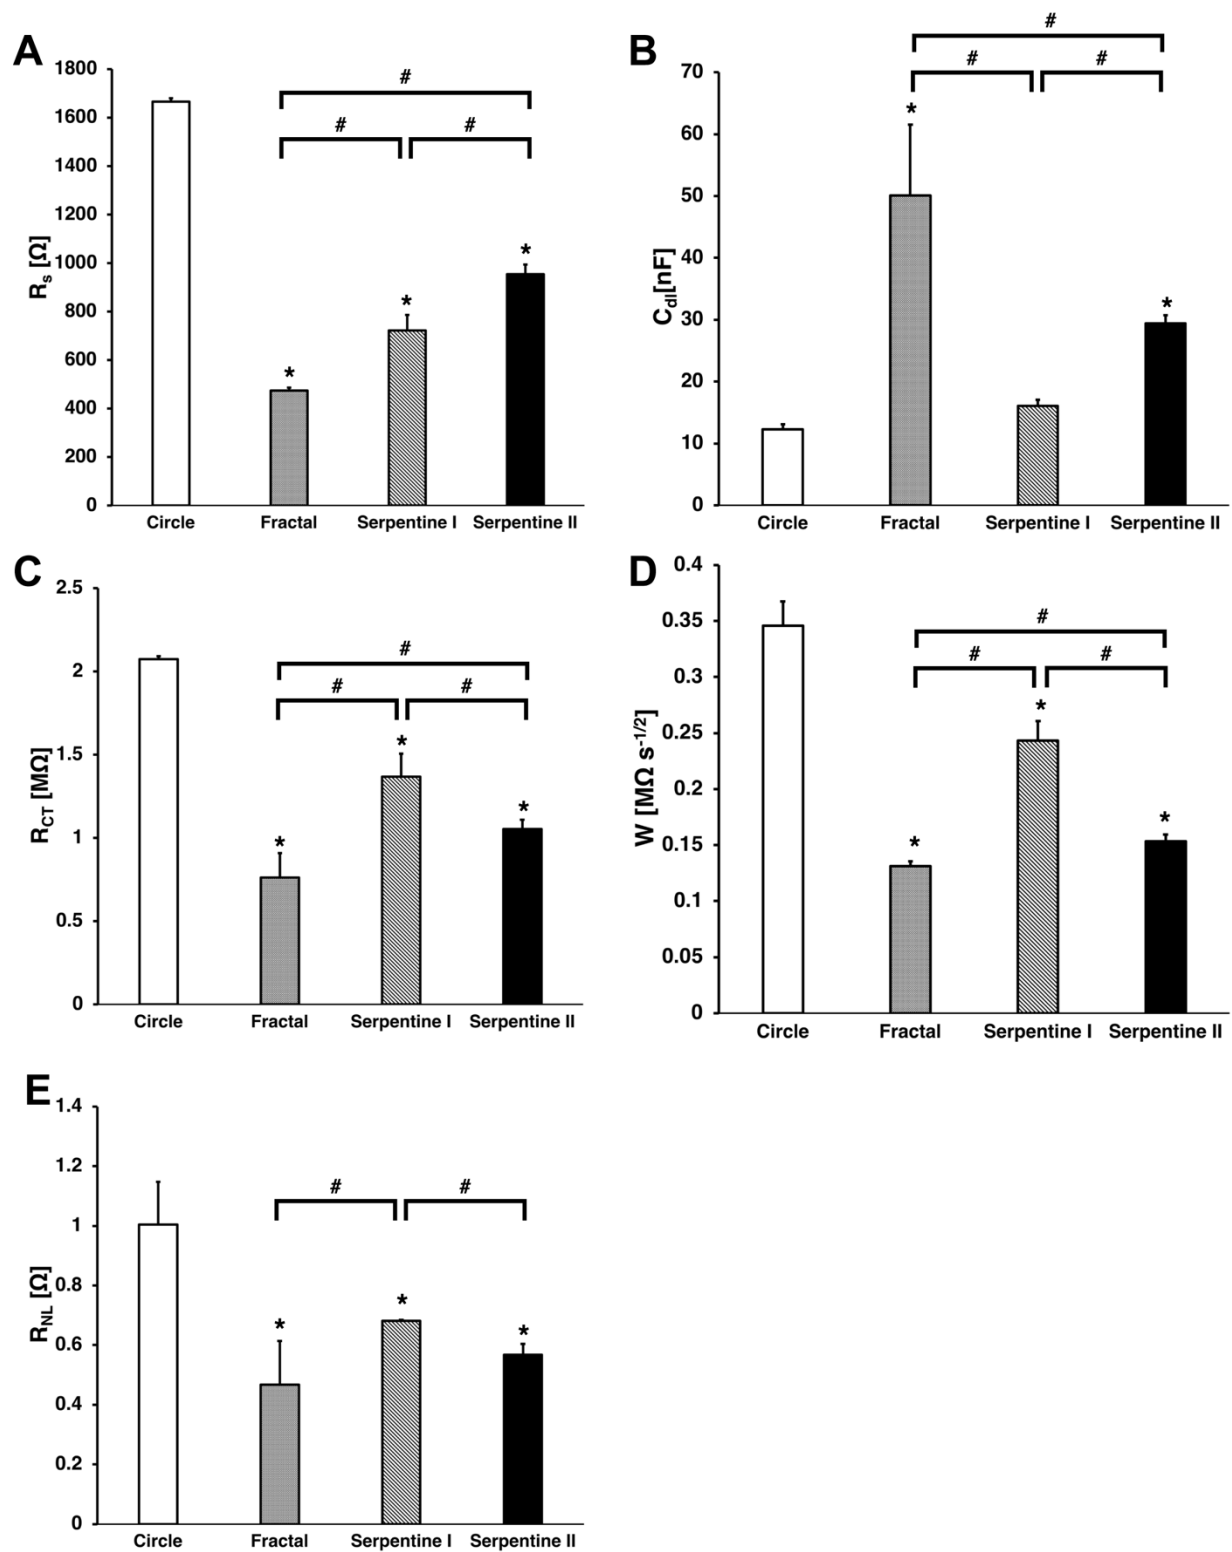 A
1800
1600
1400
1200
1000
800
600
400
200
0
R_s [Ω]
#
#
#
*
*
*
Circle
Fractal
Serpentine I
Serpentine II
B
70
60
50
40
30
20
10
0
C_dl[nF]
#
#
#
*
*
Circle
Fractal
Serpentine I
Serpentine II
C
2.5
2
1.5
1
0.5
0
R_CT [MΩ]
#
#
#
*
*
*
Circle
Fractal
Serpentine I
Serpentine II
D
0.4
0.35
0.3
0.25
0.2
0.15
0.1
0.05
0
W [MΩ s^-1/2]
#
#
#
*
*
*
Circle
Fractal
Serpentine I
Serpentine II
E
1.4
1.2
1
0.8
0.6
0.4
0.2
0
R_NL [Ω]
#
#
*
*
*
Circle
Fractal
Serpentine I
Serpentine II